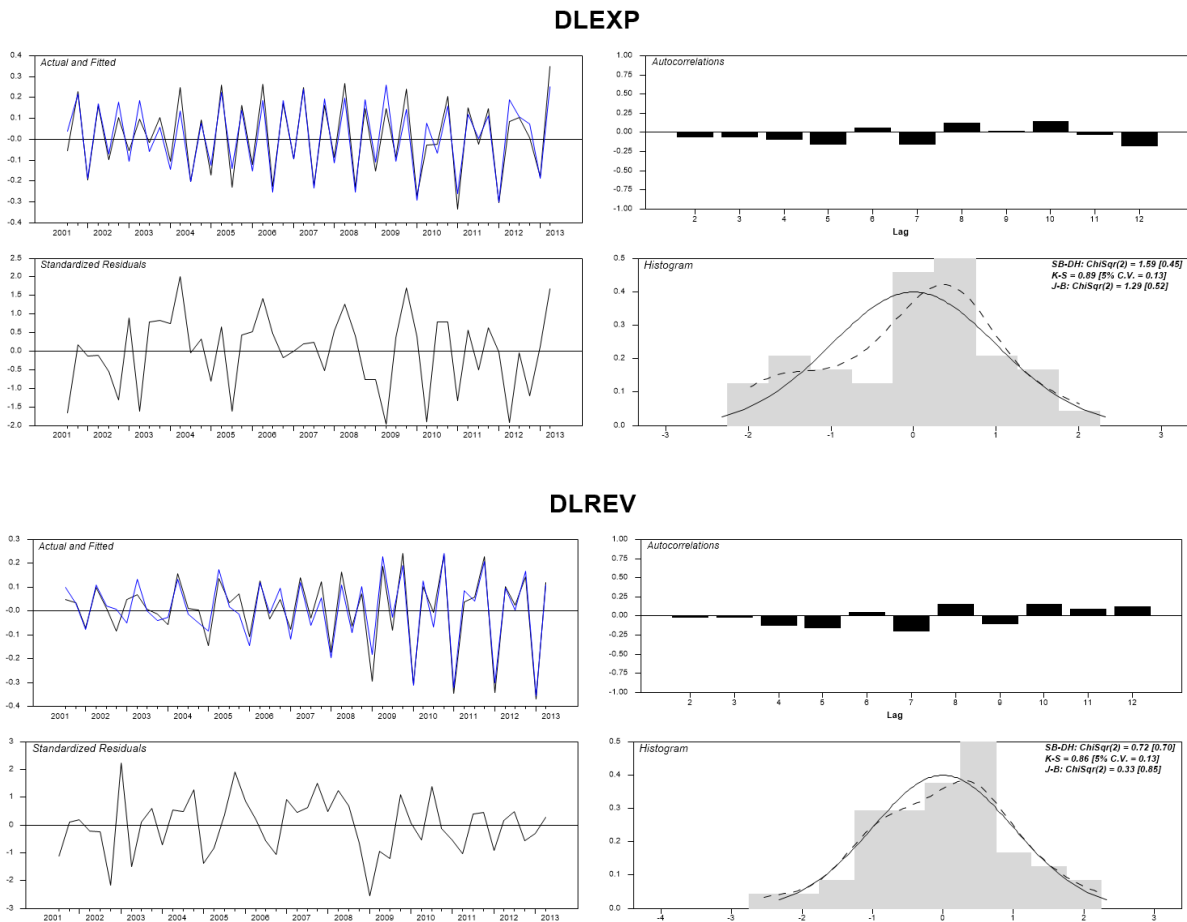 DLEXP
Actual and Fitted
0.4
0.3
0.2
0.1
-0.0
-0.1
-0.2
-0.3
-0.4
2001 2002 2003 2004 2005 2006 2007 2008 2009 2010 2011 2012 2013
Autocorrelations
1.00
0.75
0.50
0.25
0.00
-0.25
-0.50
-0.75
-1.00
2 3 4 5 6 7 8 9 10 11 12
Lag
Standardized Residuals
2.5
2.0
1.5
1.0
0.5
0.0
-0.5
-1.0
-1.5
-2.0
2001 2002 2003 2004 2005 2006 2007 2008 2009 2010 2011 2012 2013
Histogram
SB-DH: ChiSqr(2) = 1.59 [0.45]
K-S = 0.89 [5% C.V. = 0.13]
J-B: ChiSqr(2) = 1.29 [0.52]
0.5
0.4
0.3
0.2
0.1
0.0
-3 -2 -1 0 1 2 3
DLREV
Actual and Fitted
0.3
0.2
0.1
-0.0
-0.1
-0.2
-0.3
-0.4
2001 2002 2003 2004 2005 2006 2007 2008 2009 2010 2011 2012 2013
Autocorrelations
1.00
0.75
0.50
0.25
0.00
-0.25
-0.50
-0.75
-1.00
2 3 4 5 6 7 8 9 10 11 12
Lag
Standardized Residuals
3
2
1
0
-1
-2
-3
2001 2002 2003 2004 2005 2006 2007 2008 2009 2010 2011 2012 2013
Histogram
SB-DH: ChiSqr(2) = 0.72 [0.70]
K-S = 0.86 [5% C.V. = 0.13]
J-B: ChiSqr(2) = 0.33 [0.85]
0.5
0.4
0.3
0.2
0.1
0.0
-4 -3 -2 -1 0 1 2 3